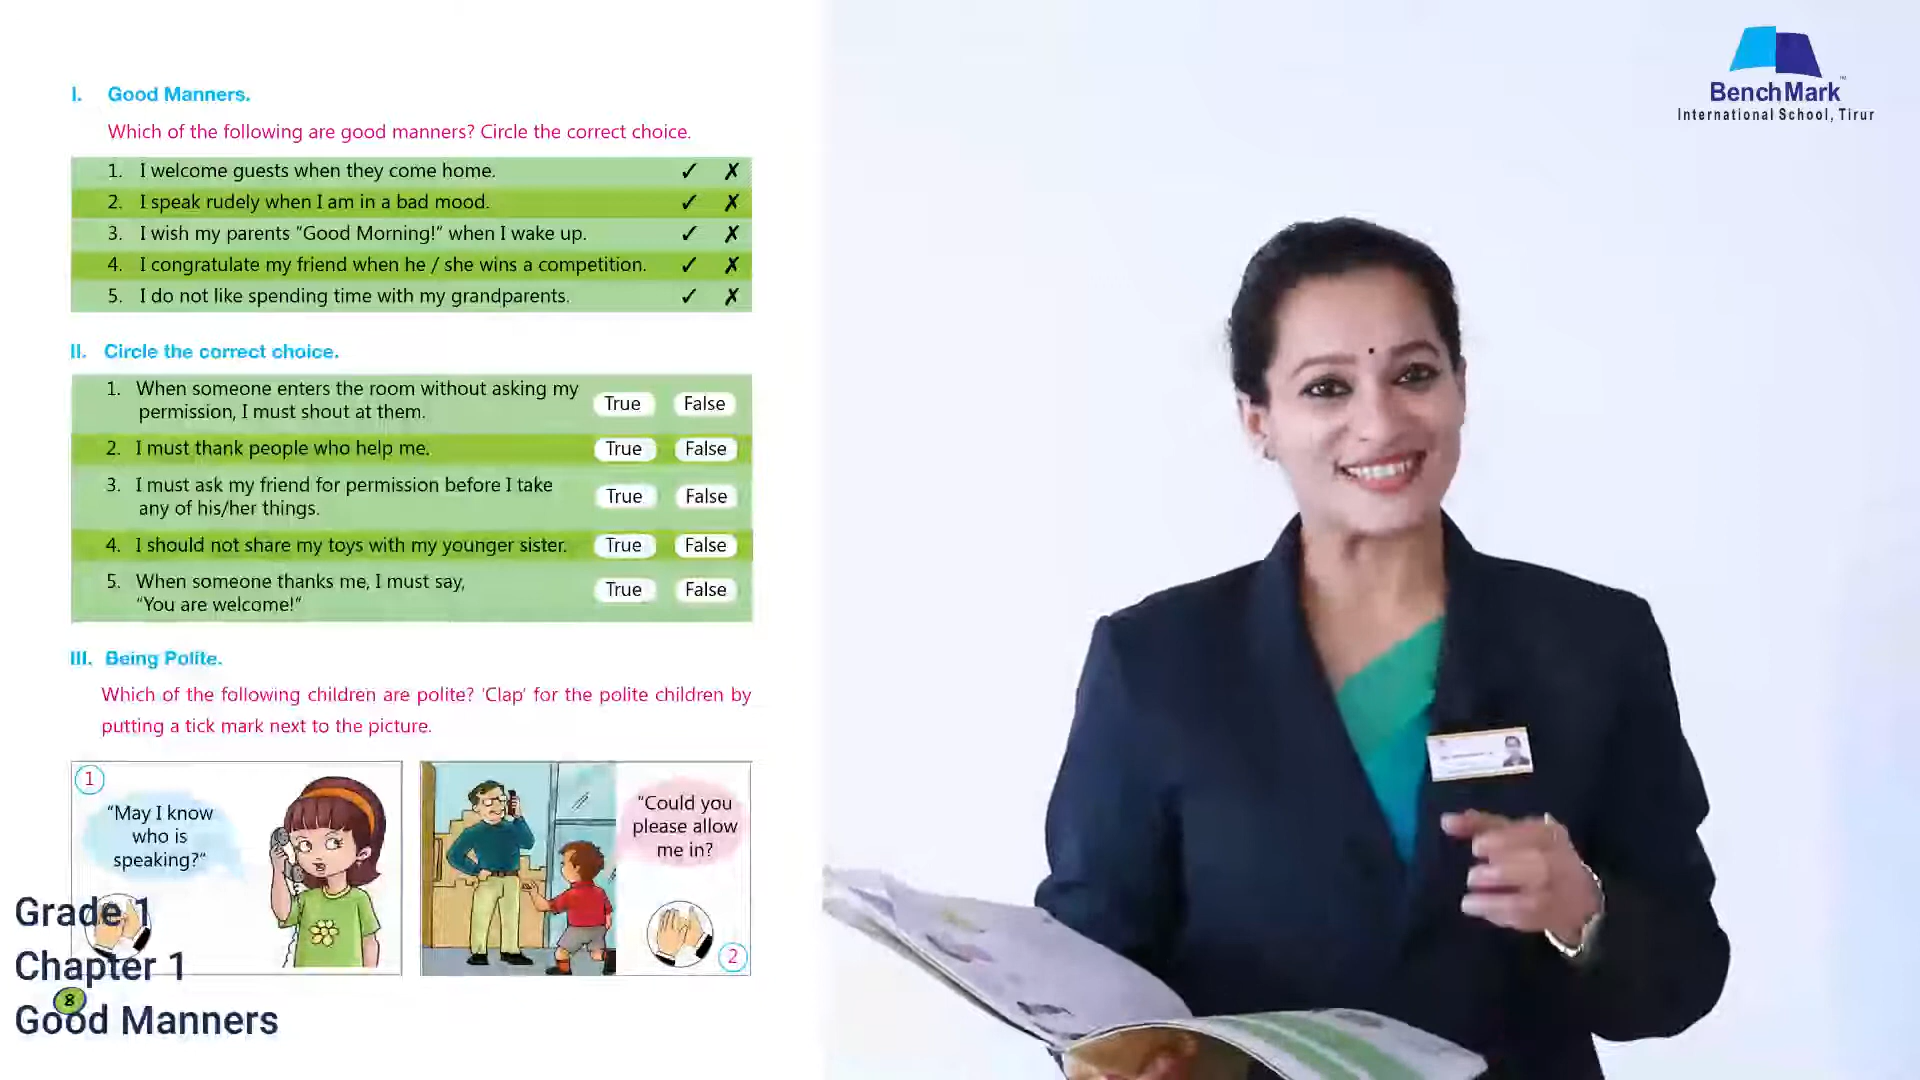 I. Good Manners.
Which of the following are good manners? Circle the correct choice.
1. I welcome guests when they come home. ✓ ✗
2. I speak rudely when I am in a bad mood. ✓ ✗
3. I wish my parents "Good Morning!" when I wake up. ✓ ✗
4. I congratulate my friend when he / she wins a competition. ✓ ✗
5. I do not like spending time with my grandparents. ✓ ✗
II. Circle the correct choice.
1. When someone enters the room without asking my
permission, I must shout at them. True False
2. I must thank people who help me. True False
3. I must ask my friend for permission before I take
any of his/her things. True False
4. I should not share my toys with my younger sister. True False
5. When someone thanks me, I must say,
"You are welcome!" True False
III. Being Polite.
Which of the following children are polite? 'Clap' for the polite children by
putting a tick mark next to the picture.
1
"May I know
who is
speaking?"
"Could you
please allow
me in?
2
Grade 1
Chapter 1
8
Good Manners
BenchMark
International School, Tirur